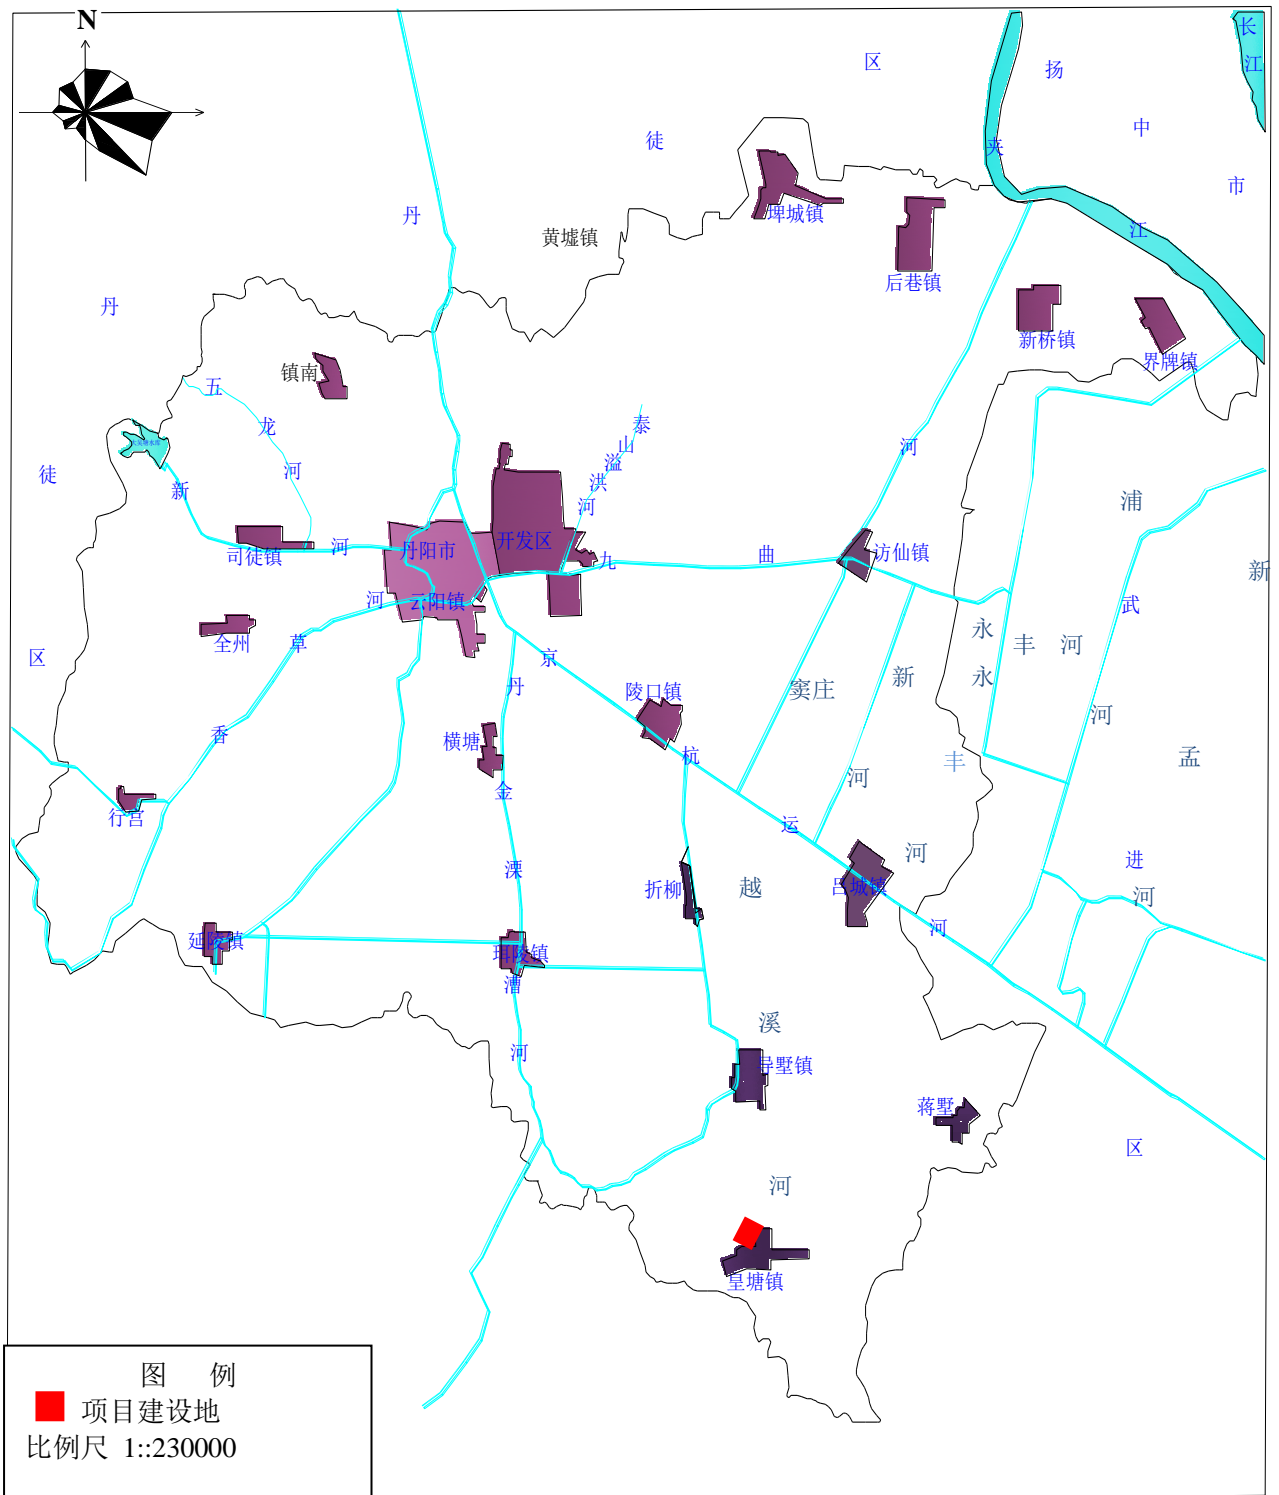 N
长
江
区
扬
中
市
徒
夹
江
埤城镇
丹
黄墟镇
后巷镇
丹
新桥镇
界牌镇
镇南
五
龙
河
泰
山
溢
洪
河
徒
新
河
浦
河
司徒镇
丹阳市
开发区
九
曲
访仙镇
新
河
云阳镇
武
全州
草
区
京
永
丰
河
永
丹
陵口镇
窦庄
新
河
香
横塘
杭
丰
孟
金
河
行宫
运
溧
折柳
越
吕城镇
河
进
河
河
延陵镇
珥陵镇
漕
溪
河
导墅镇
蒋墅
区
河
皇塘镇
图 例
项目建设地
比例尺 1::230000